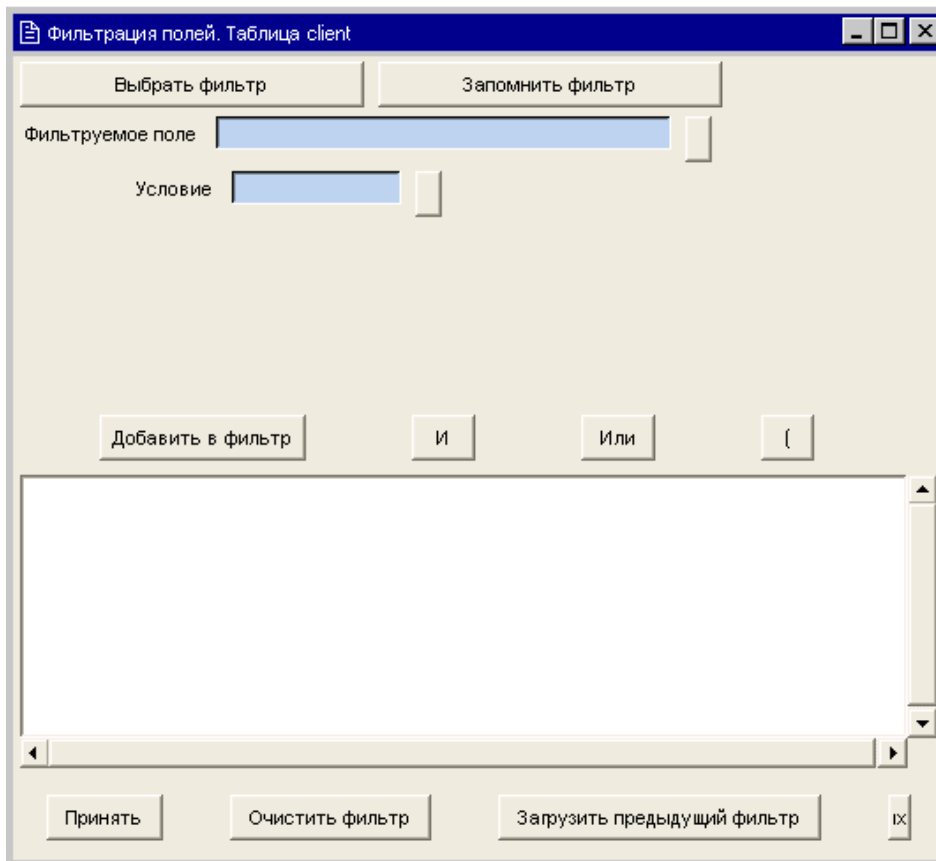 Фильтрация полей. Таблица client
Выбрать фильтр Запомнить фильтр
Фильтруемое поле
Условие
Добавить в фильтр И Или (
Принять Очистить фильтр Загрузить предыдущий фильтр